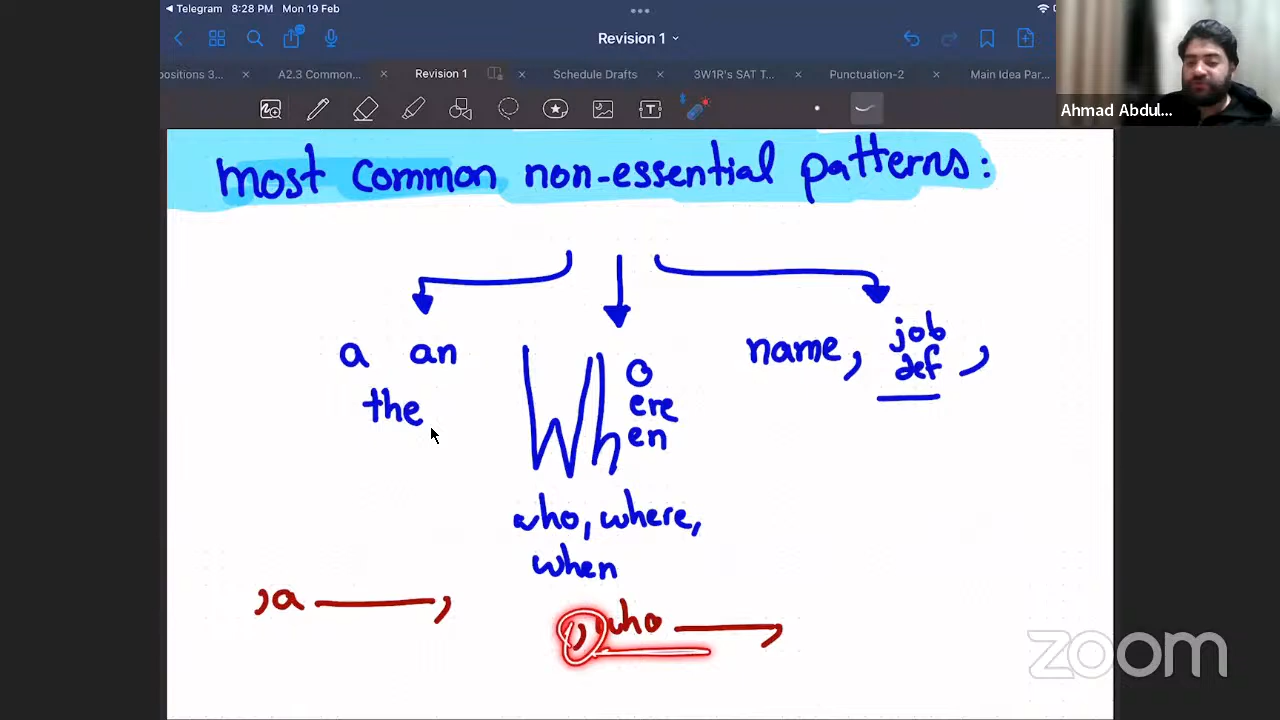 Telegram 8:28 PM Mon 19 Feb
Revision 1
positions 3... A2.3 Common... Revision 1 Schedule Drafts 3W1R's SAT T... Punctuation-2 Main Idea Par...
Ahmad Abdul...
most common non-essential patterns:
a an
the
Wh
o
ere
en
who, where,
when
name, job
def ,
, a ,
, who ,
zoom